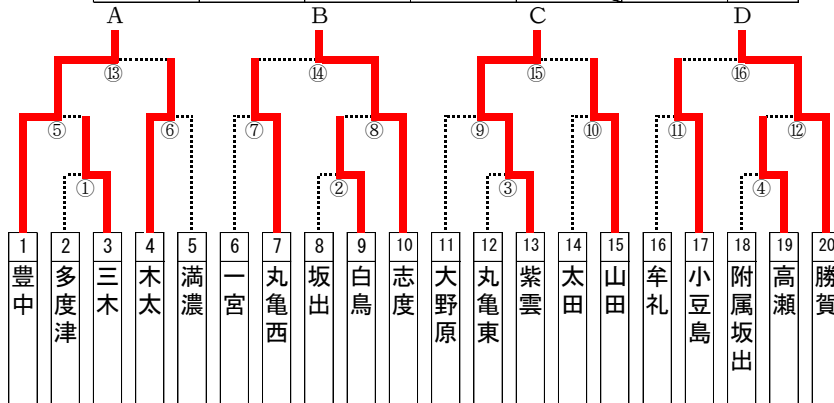 A B C D
⑬ ⑭ ⑮ ⑯
⑤ ⑥ ⑦ ⑧ ⑨ ⑩ ⑪ ⑫
① ② ③ ④
1 2 3 4 5 6 7 8 9 10 11 12 13 14 15 16 17 18 19 20
豊中
多度津
三木
木太
満濃
一宮
丸亀西
坂出
白鳥
志度
大野原
丸亀東
紫雲
太田
山田
牟礼
小豆島
附属坂出
高瀬
勝賀